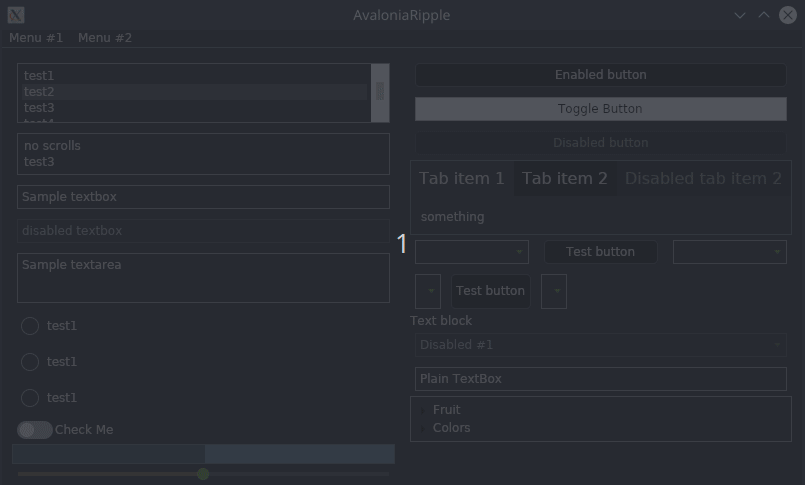 AvaloniaRipple
Menu #1 Menu #2
test1
test2
test3
no scrolls
test3
Sample textbox
disabled textbox
Sample textarea
test1
test1
test1
Check Me
1
Enabled button
Toggle Button
Disabled button
Tab item 1 Tab item 2 Disabled tab item 2
something
Test button
Test button
Text block
Disabled #1
Plain TextBox
Fruit
Colors